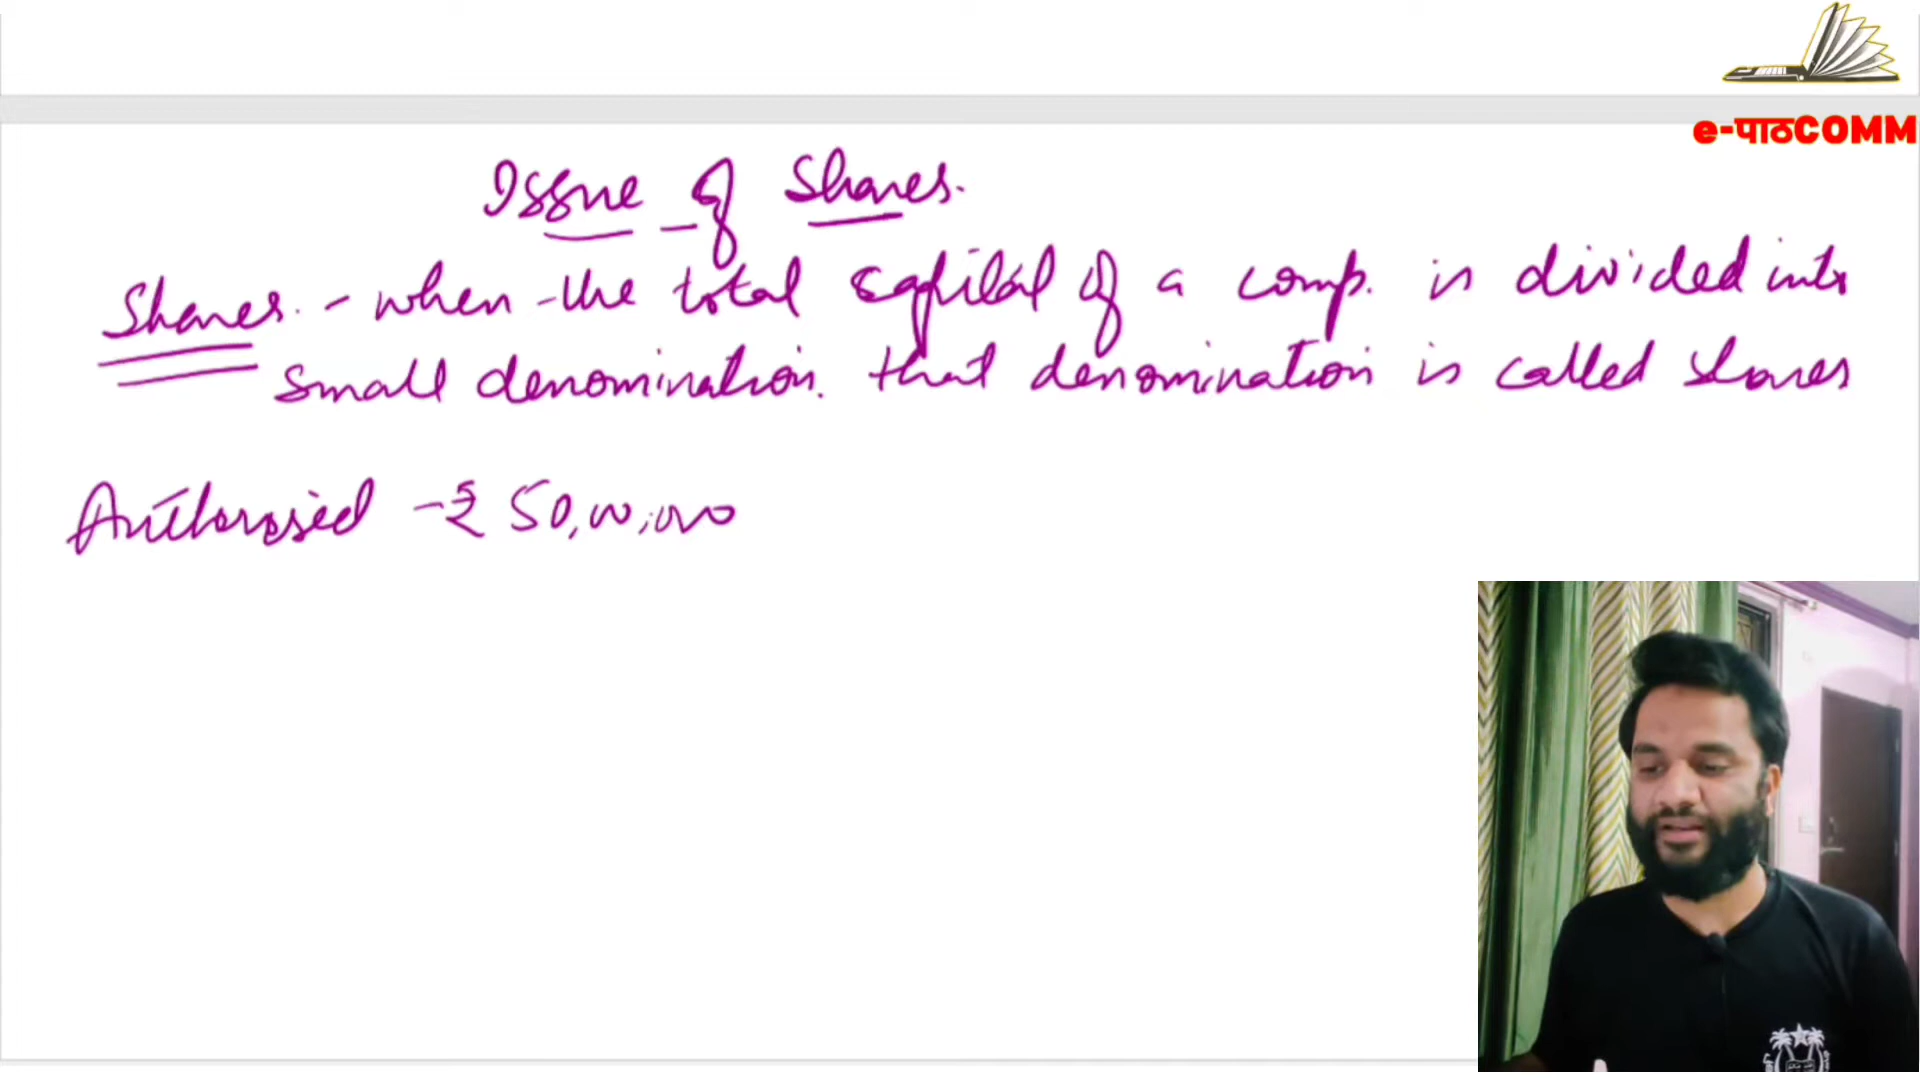 e-पाठCOMM
Issue of Shares.
Shares. - when the total capital of a comp. is divided into
small denomination. that denomination is called shares
Authorised - ₹ 50,00,000